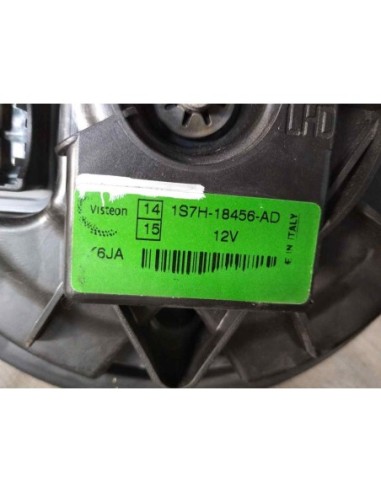 LHD
Visteon 14 1S7H-18456-AD
15 12V
6JA
E IN ITALY